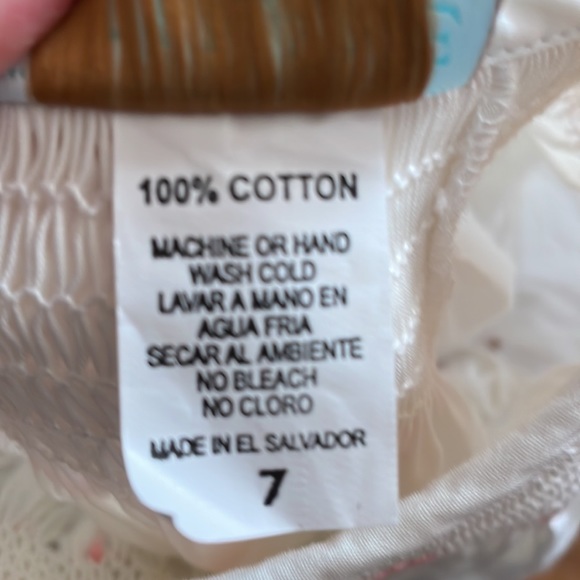 100% COTTON
MACHINE OR HAND
WASH COLD
LAVAR A MANO EN
AGUA FRIA
SECAR AL AMBIENTE
NO BLEACH
NO CLORO
MADE IN EL SALVADOR
7